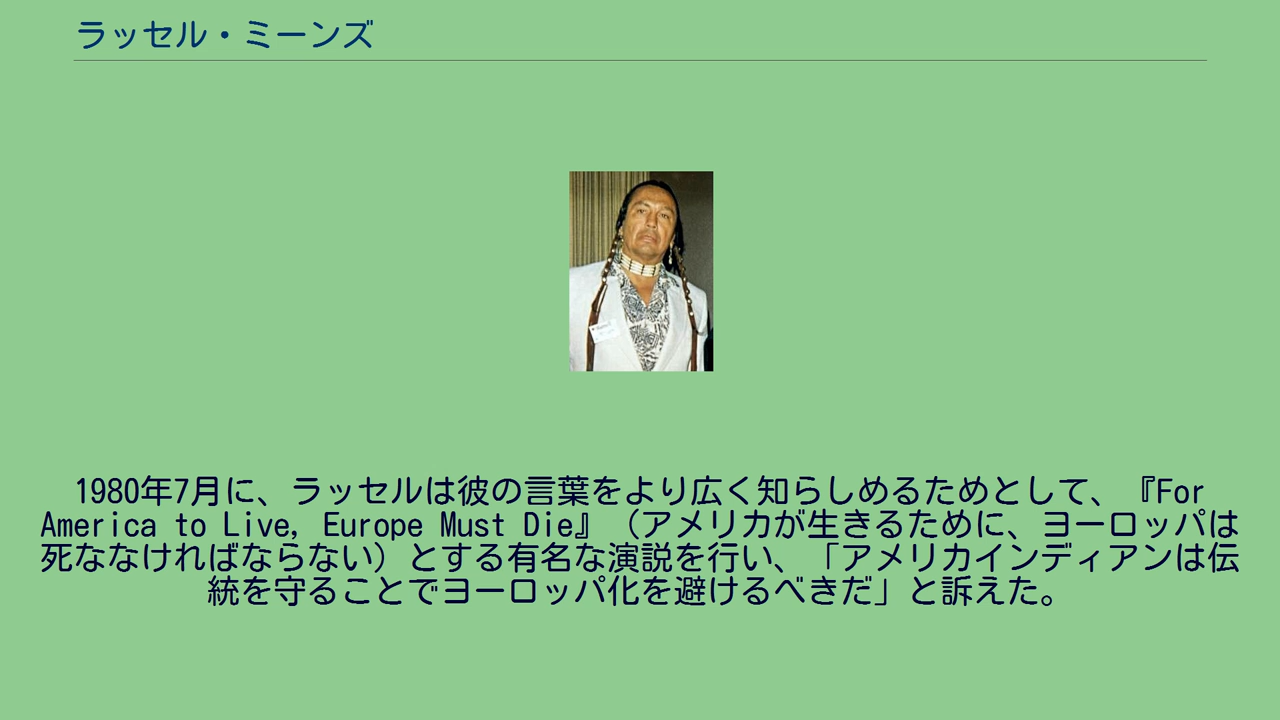 ラッセル・ミーンズ
1980年7月に、ラッセルは彼の言葉をより広く知らしめるためとして、『For
America to Live, Europe Must Die』（アメリカが生きるために、ヨーロッパは
死なななければならない）とする有名な演説を行い、「アメリカインディアンは伝
統を守ることでヨーロッパ化を避けるべきだ」と訴えた。